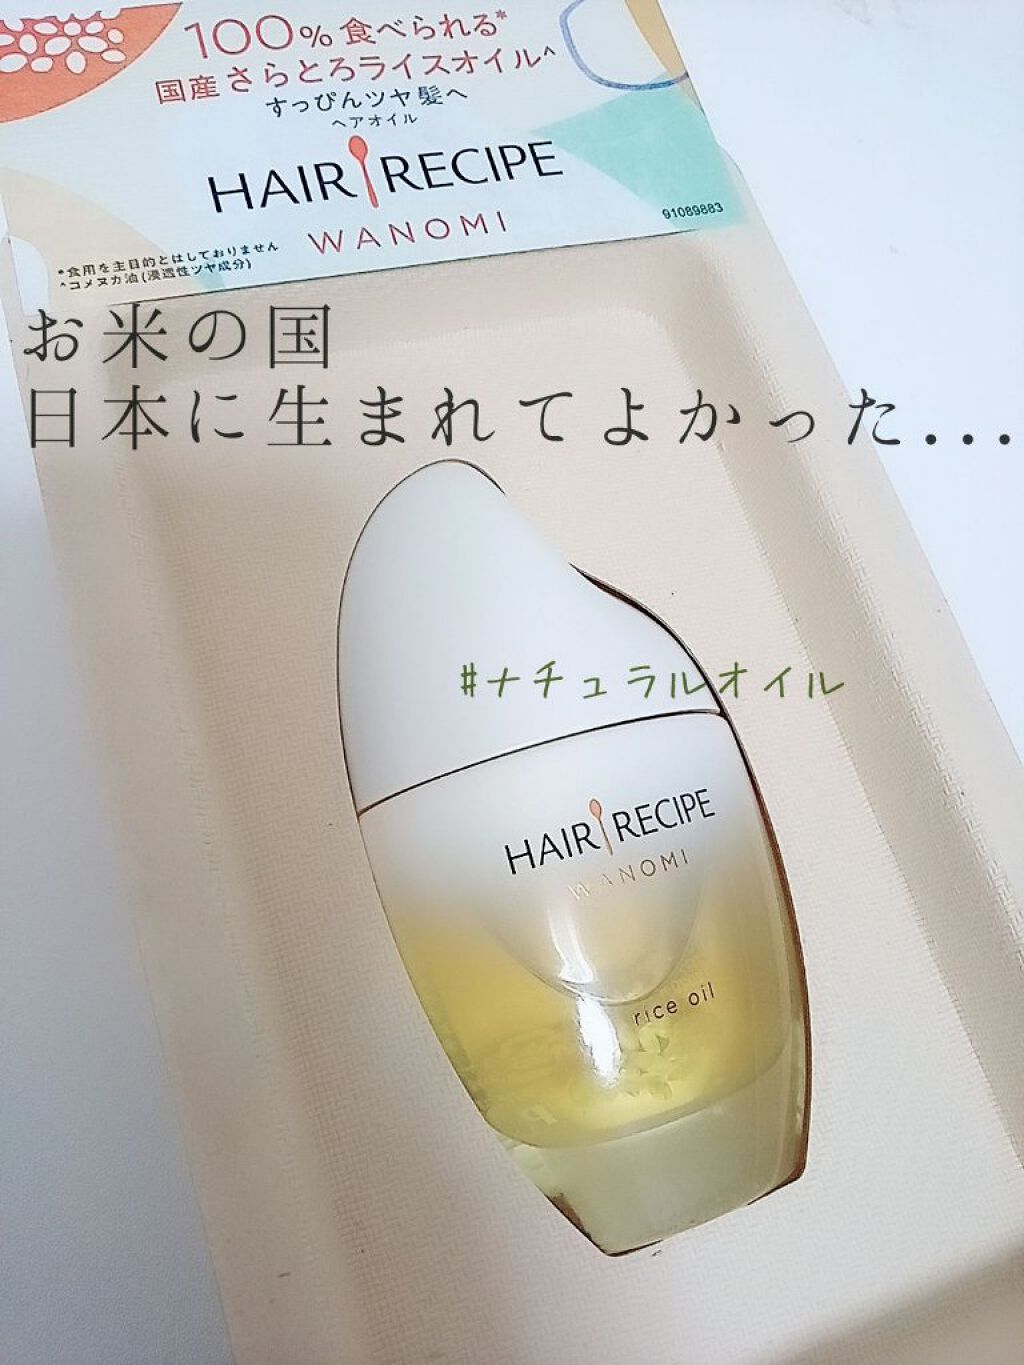 100%食べられる*
国産さらとろライスオイル^
すっぴんツヤ髪へ
ヘアオイル
HAIR RECIPE
WANOMI
91089883
*食用を主目的とはしておりません
^コメヌカ油(浸透性ツヤ成分)
お米の国
日本に生まれてよかった...
#ナチュラルオイル
HAIR RECIPE
WANOMI
rice oil